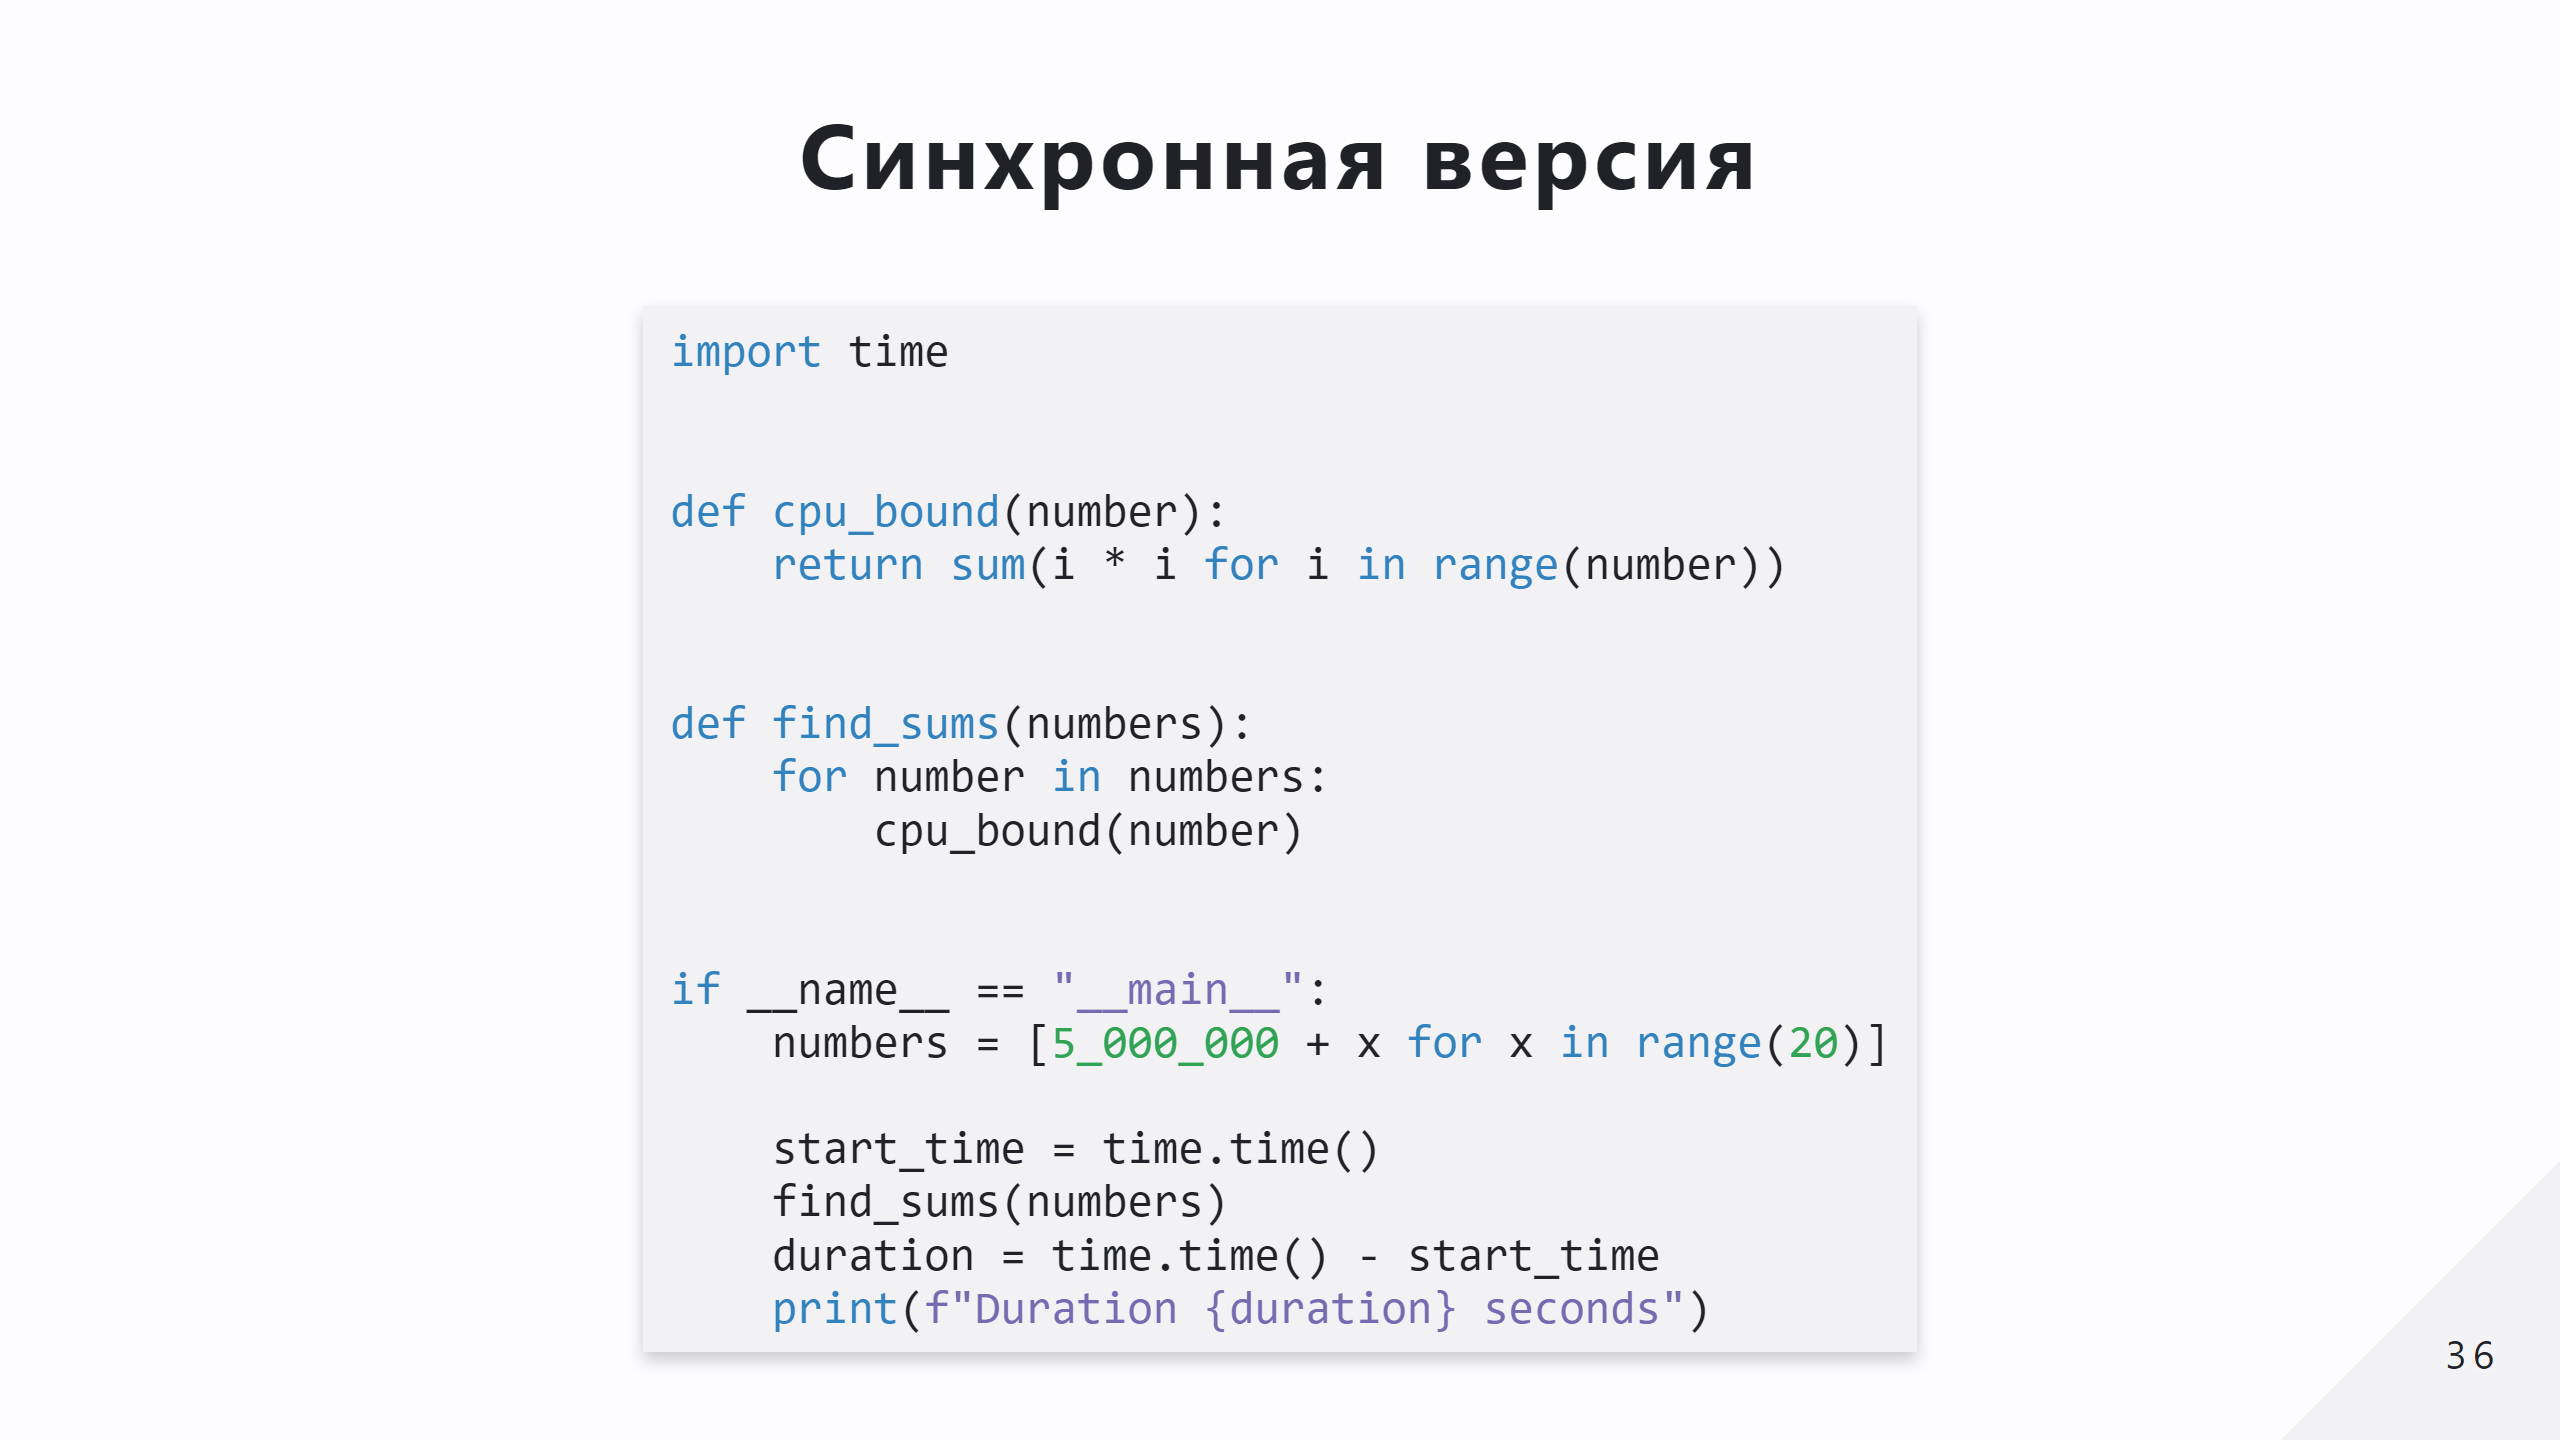 Синхронная версия
import time
def cpu_bound(number):
    return sum(i * i for i in range(number))
def find_sums(numbers):
    for number in numbers:
        cpu_bound(number)
if __name__ == "__main__":
    numbers = [5_000_000 + x for x in range(20)]
    start_time = time.time()
    find_sums(numbers)
    duration = time.time() - start_time
    print(f"Duration {duration} seconds")
36